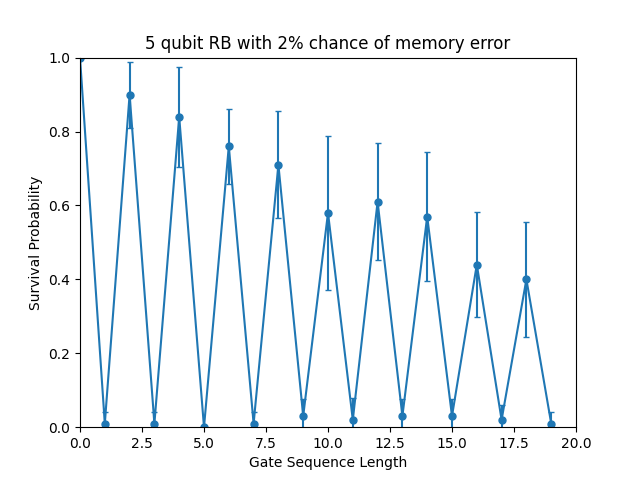 5 qubit RB with 2% chance of memory error
Survival Probability
1.0
0.8
0.6
0.4
0.2
0.0
0.0 2.5 5.0 7.5 10.0 12.5 15.0 17.5 20.0
Gate Sequence Length